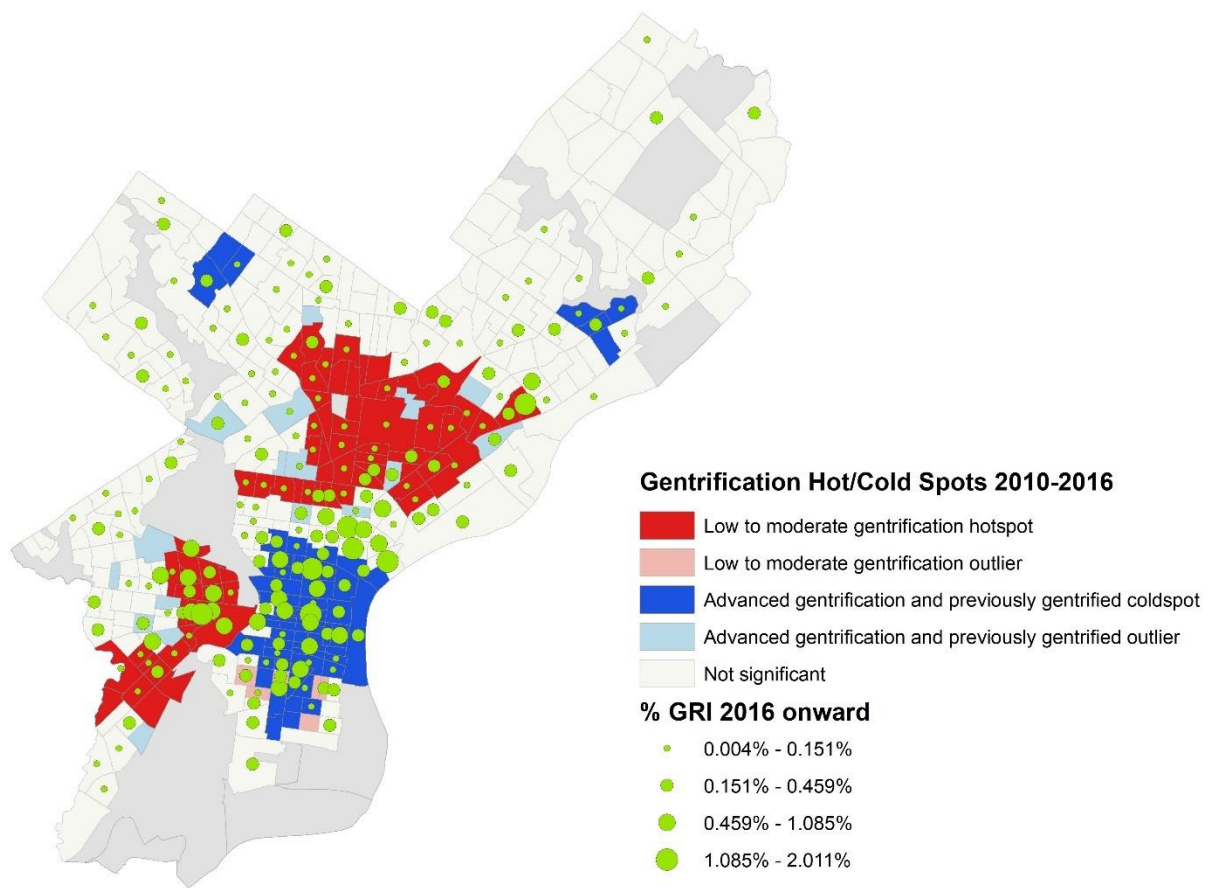 Gentrification Hot/Cold Spots 2010-2016
Low to moderate gentrification hotspot
Low to moderate gentrification outlier
Advanced gentrification and previously gentrified coldspot
Advanced gentrification and previously gentrified outlier
Not significant
% GRI 2016 onward
0.004% - 0.151%
0.151% - 0.459%
0.459% - 1.085%
1.085% - 2.011%